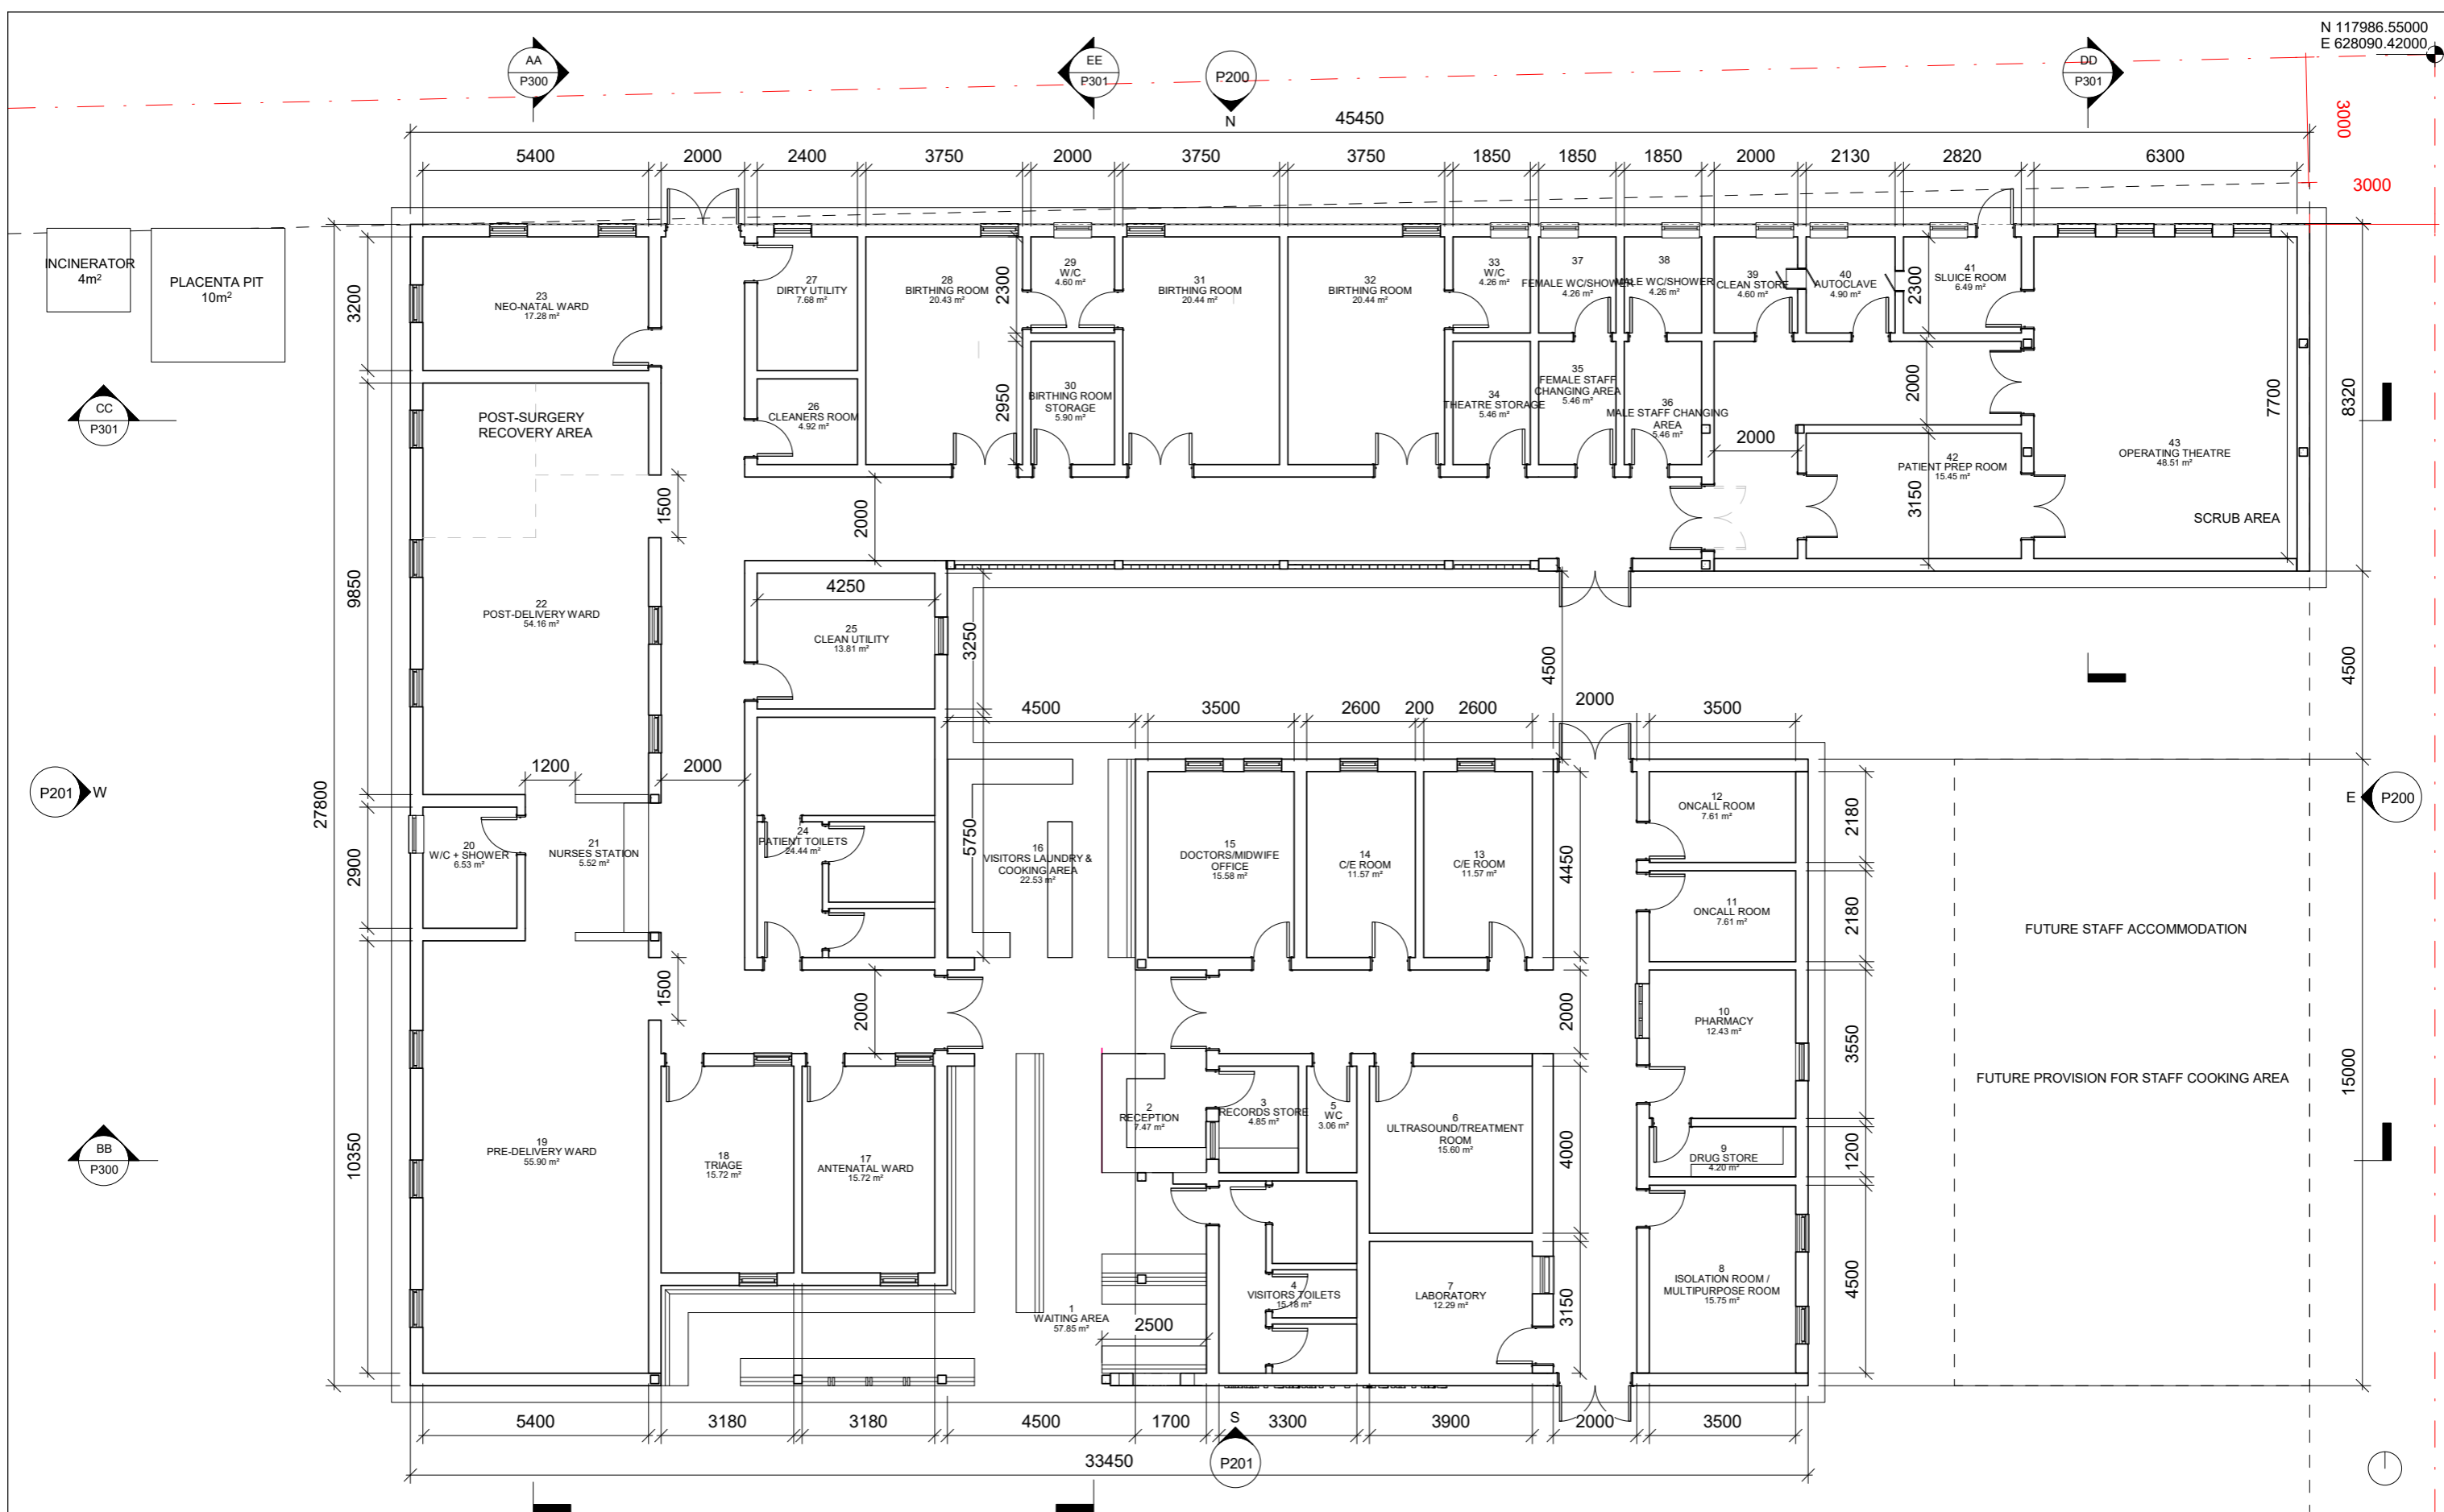 N 117986.55000
E 628090.42000
AA
P300
EE
P301
P200
N
DD
P301
3000
3000
45450
5400
2000
2400
3750
2000
3750
3750
1850
1850
1850
2000
2130
2820
6300
INCINERATOR
4m²
PLACENTA PIT
10m²
3200
23
NEO-NATAL WARD
17.28 m²
27
DIRTY UTILITY
7.68 m²
28
BIRTHING ROOM
20.43 m²
2300
29
W/C
4.60 m²
31
BIRTHING ROOM
20.44 m²
32
BIRTHING ROOM
20.44 m²
33
W/C
4.26 m²
37
FEMALE WC/SHOWER
4.26 m²
38
MALE WC/SHOWER
4.26 m²
39
CLEAN STORE
4.60 m²
40
AUTOCLAVE
4.90 m²
41
SLUICE ROOM
6.49 m²
2300
CC
P301
POST-SURGERY
RECOVERY AREA
26
CLEANERS ROOM
4.92 m²
2950
30
BIRTHING ROOM
STORAGE
5.90 m²
34
THEATRE STORAGE
5.46 m²
35
FEMALE STAFF
CHANGING AREA
5.46 m²
36
MALE STAFF CHANGING
AREA
5.46 m²
2000
2000
7700
8320
43
OPERATING THEATRE
48.51 m²
42
PATIENT PREP ROOM
15.45 m²
3150
SCRUB AREA
1500
2000
9850
22
POST-DELIVERY WARD
54.16 m²
4250
25
CLEAN UTILITY
13.81 m²
3250
4500
4500
4500
3500
2600
200
2600
2000
3500
P201
W
27800
1200
2000
E
P200
2900
20
W/C + SHOWER
6.53 m²
21
NURSES STATION
5.52 m²
24
PATIENT TOILETS
24.44 m²
5750
16
VISITORS LAUNDRY &
COOKING AREA
22.53 m²
15
DOCTORS/MIDWIFE
OFFICE
15.58 m²
14
C/E ROOM
11.57 m²
13
C/E ROOM
11.57 m²
4450
12
ONCALL ROOM
7.61 m²
2180
11
ONCALL ROOM
7.61 m²
2180
FUTURE STAFF ACCOMMODATION
1500
2000
2000
10
PHARMACY
12.43 m²
3550
FUTURE PROVISION FOR STAFF COOKING AREA
15000
BB
P300
10350
19
PRE-DELIVERY WARD
55.90 m²
18
TRIAGE
15.72 m²
17
ANTENATAL WARD
15.72 m²
2
RECEPTION
7.47 m²
3
RECORDS STORE
4.85 m²
5
WC
3.06 m²
6
ULTRASOUND/TREATMENT
ROOM
15.60 m²
4000
9
DRUG STORE
4.20 m²
1200
1
WAITING AREA
57.85 m²
2500
4
VISITORS TOILETS
15.18 m²
7
LABORATORY
12.29 m²
3150
8
ISOLATION ROOM /
MULTIPURPOSE ROOM
15.75 m²
4500
5400
3180
3180
4500
1700
S
3300
3900
2000
3500
33450
P201